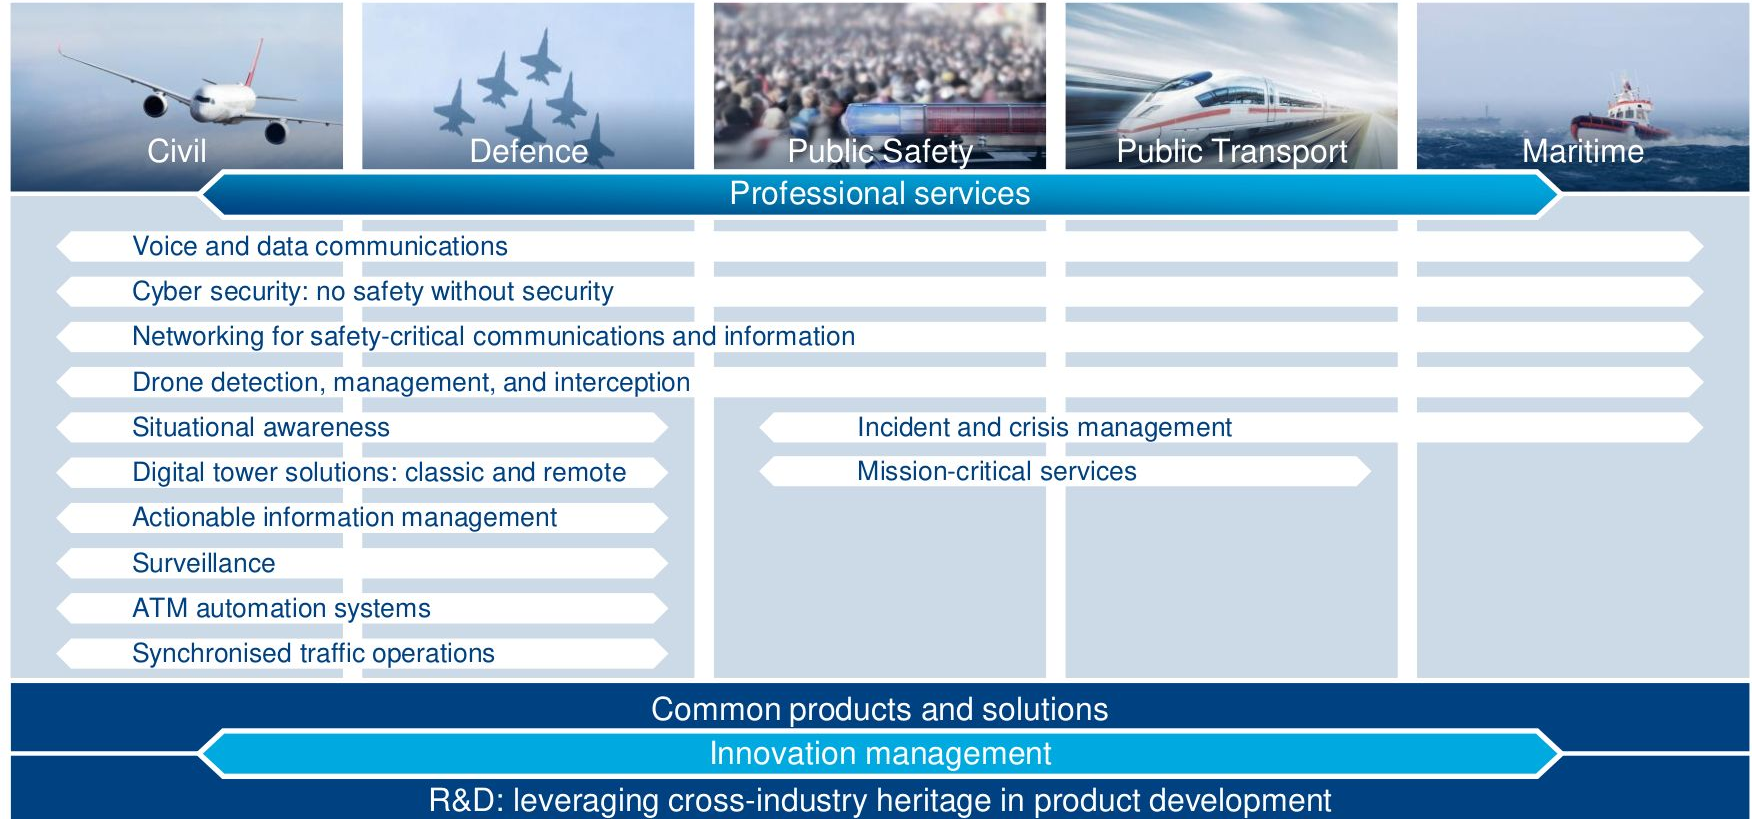 Civil
Defence
Public Safety
Public Transport
Maritime
Professional services
Voice and data communications
Cyber security: no safety without security
Networking for safety-critical communications and information
Drone detection, management, and interception
Situational awareness
Incident and crisis management
Digital tower solutions: classic and remote
Mission-critical services
Actionable information management
Surveillance
ATM automation systems
Synchronised traffic operations
Common products and solutions
Innovation management
R&D: leveraging cross-industry heritage in product development